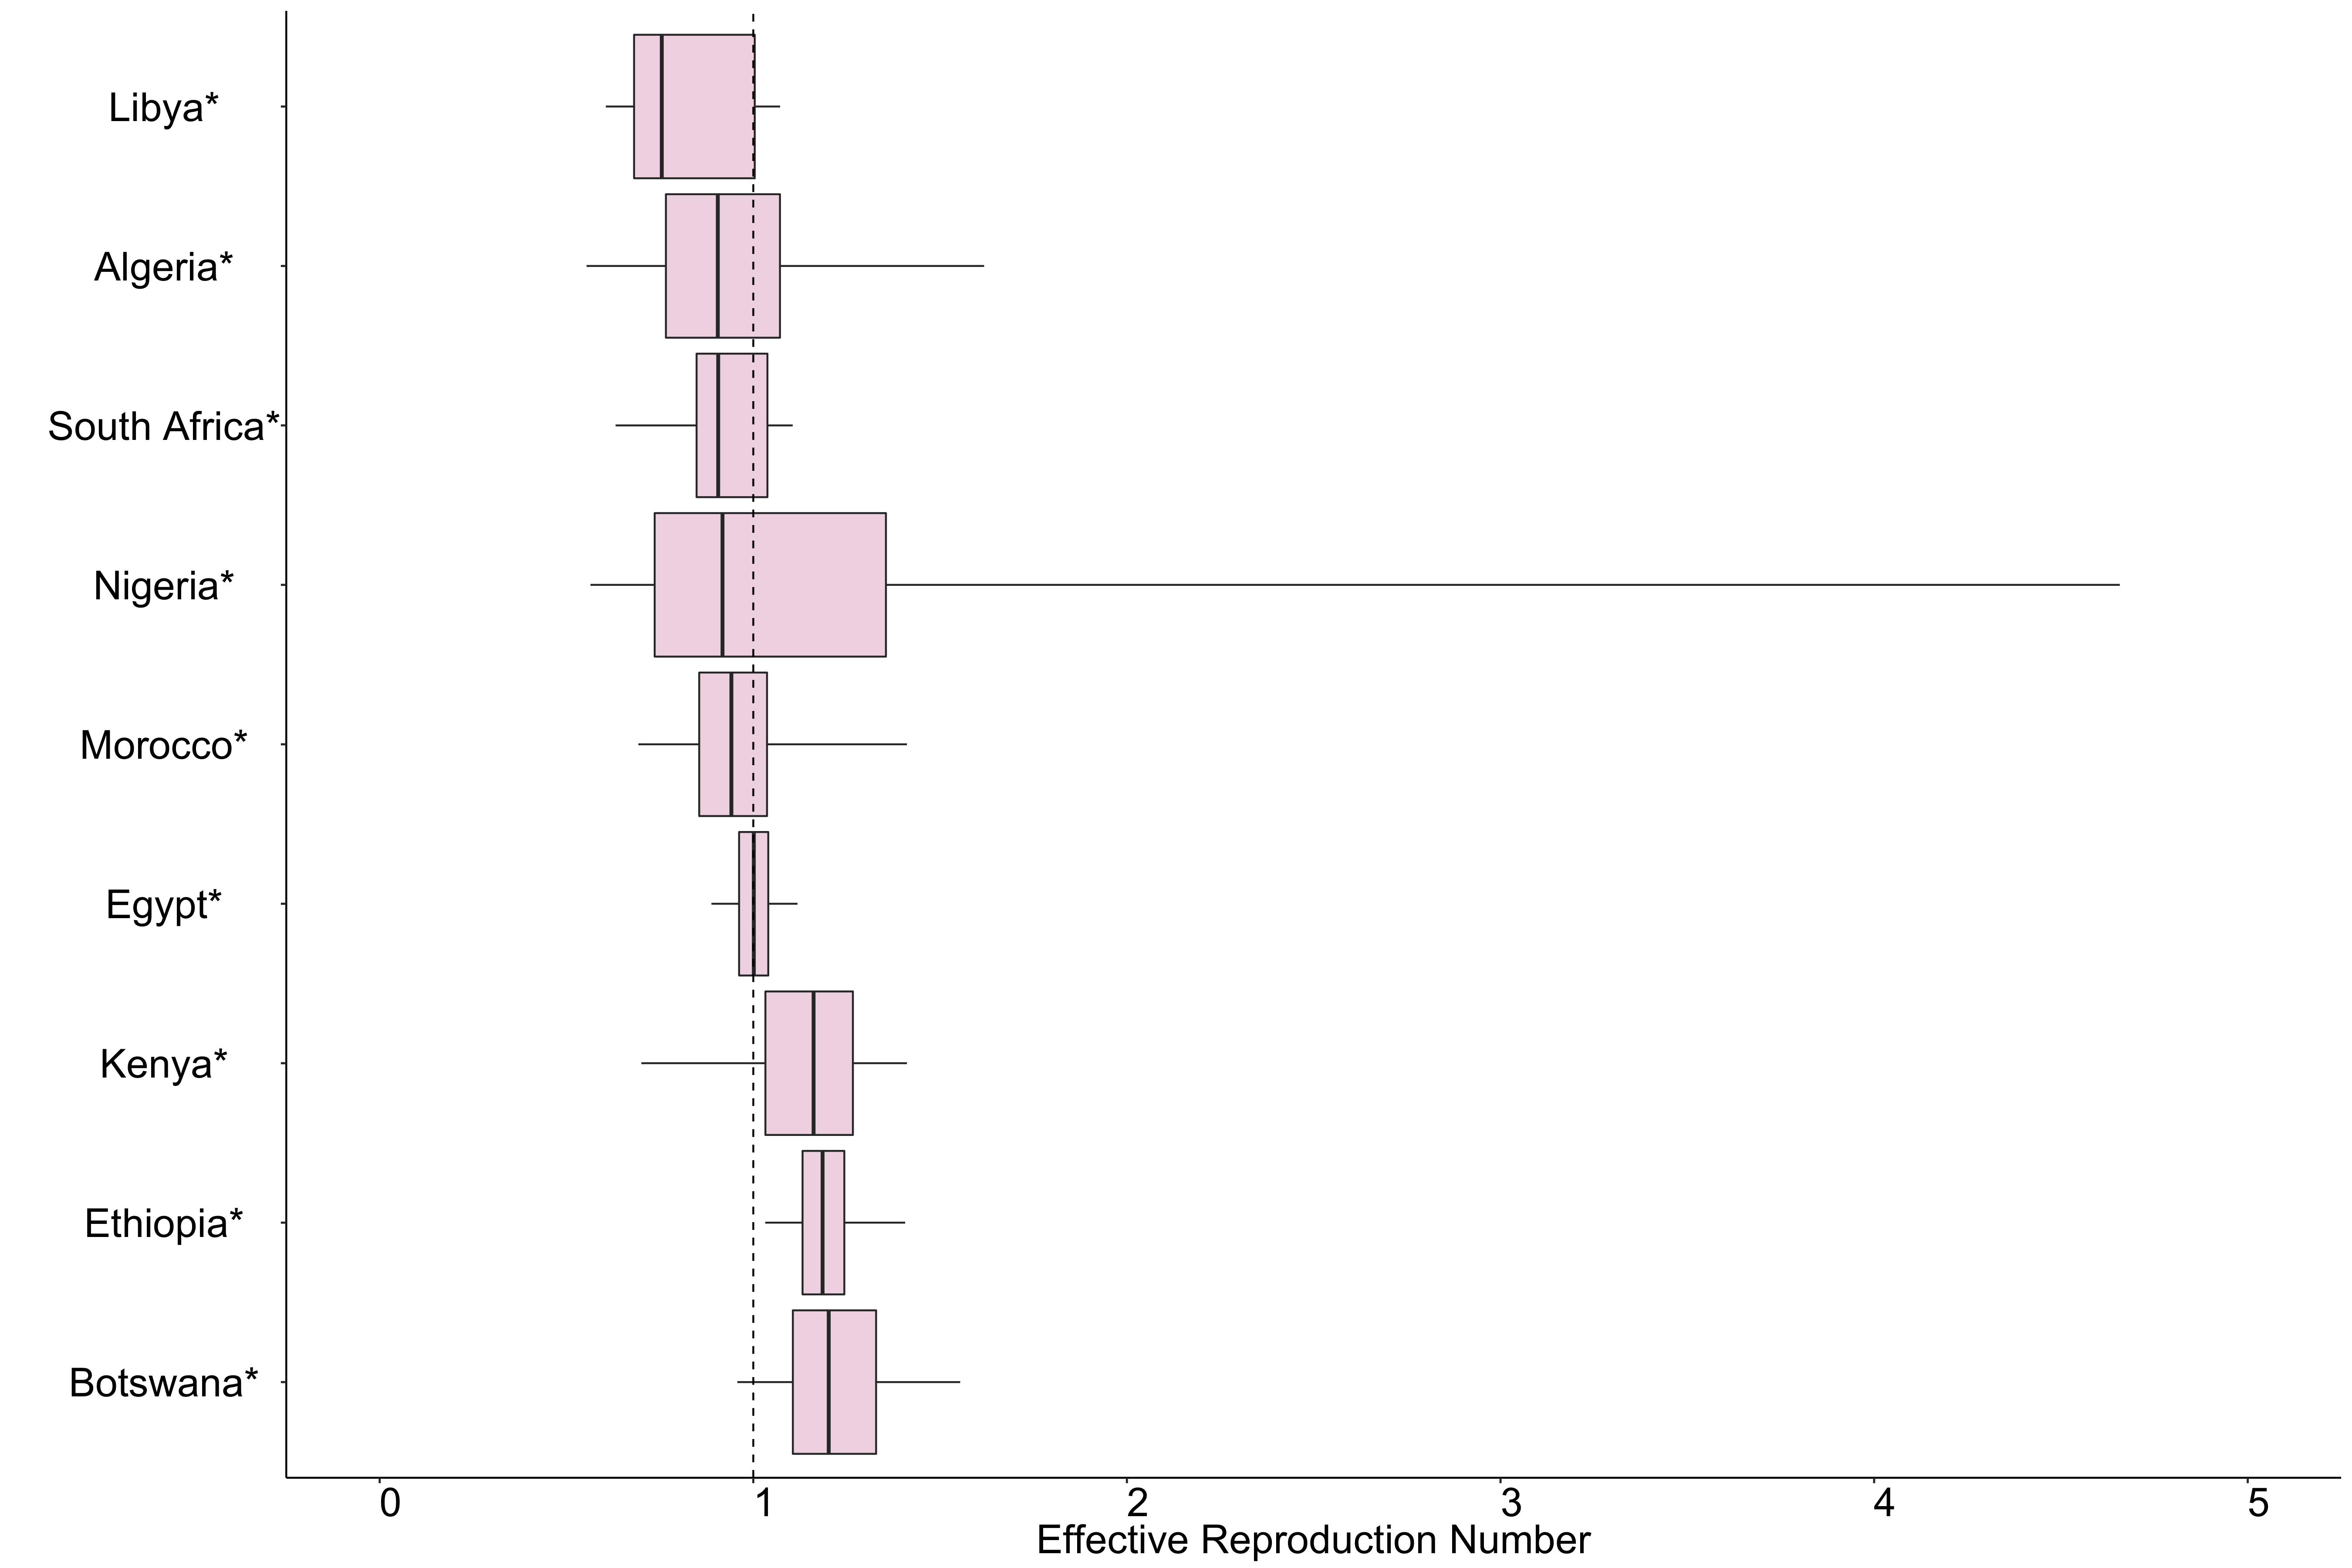 Libya*
Algeria*
South Africa*
Nigeria*
Morocco*
Egypt*
Kenya*
Ethiopia*
Botswana*
0 1 2 3 4 5
Effective Reproduction Number